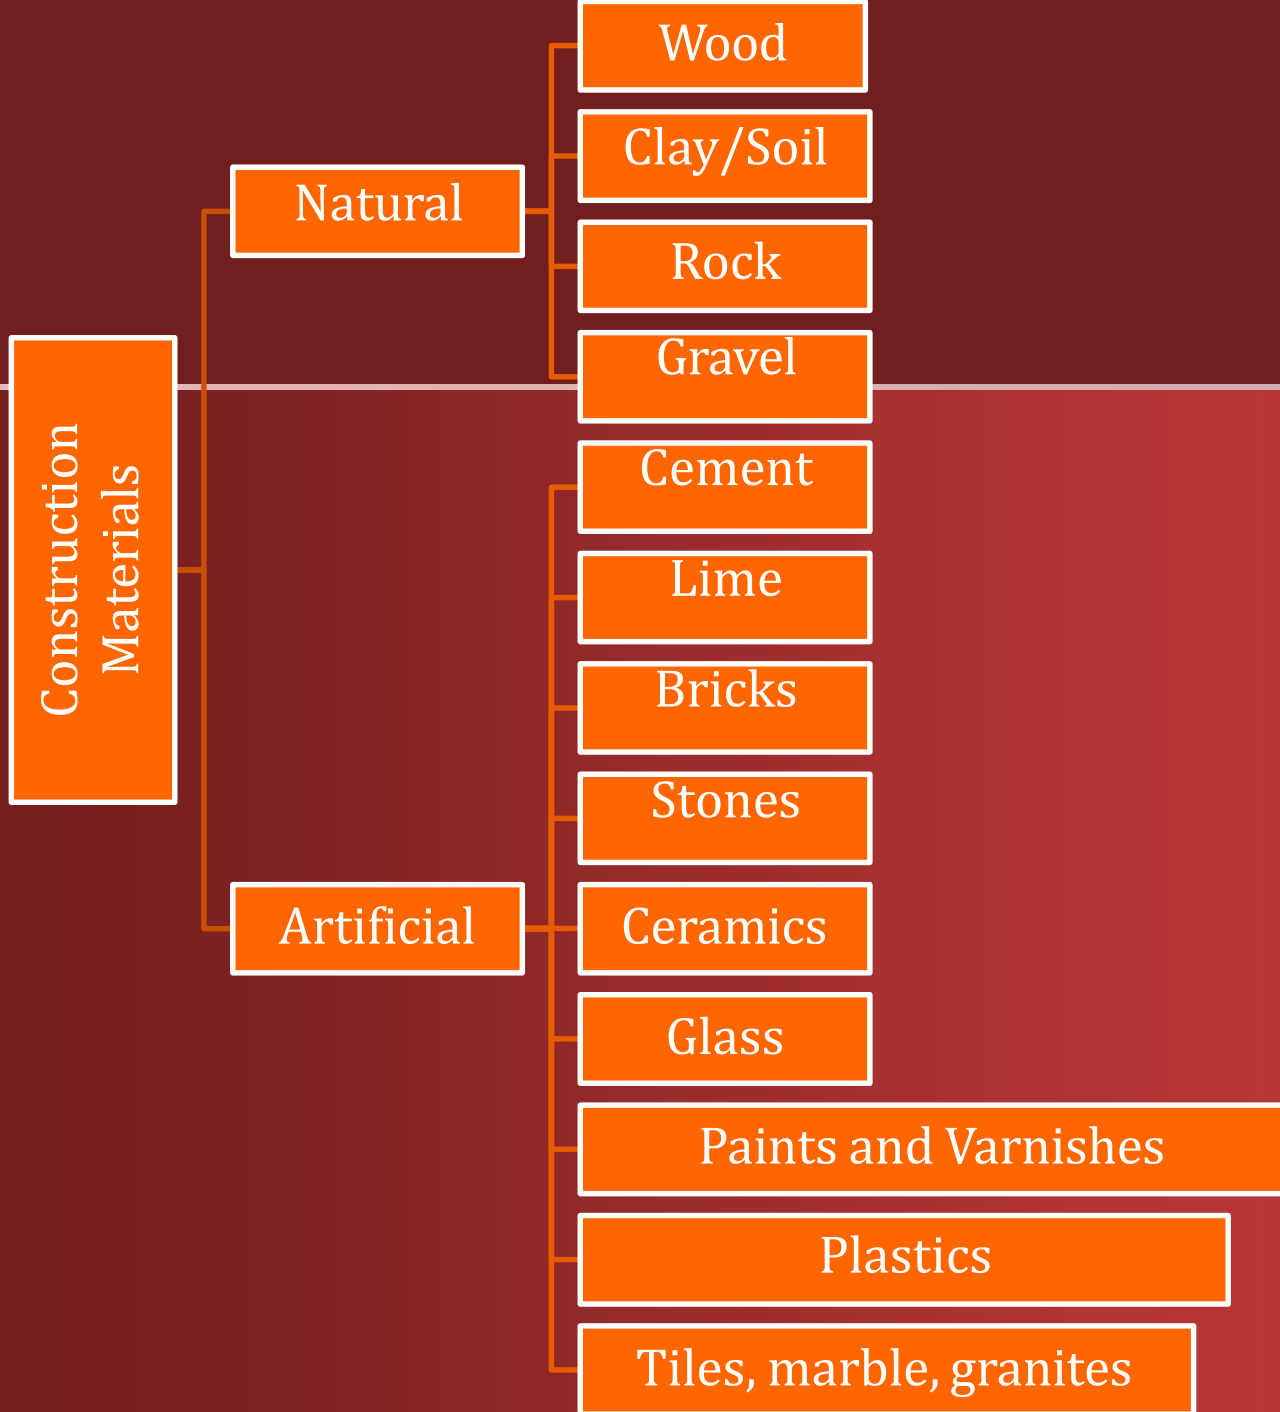 Construction
Materials
Natural
Wood
Clay/Soil
Rock
Gravel
Artificial
Cement
Lime
Bricks
Stones
Ceramics
Glass
Paints and Varnishes
Plastics
Tiles, marble, granites